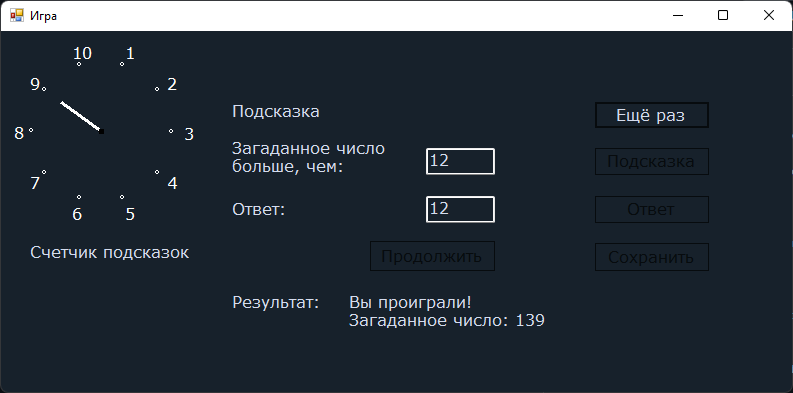 Игра
10 1
9 2
8 3
7 4
6 5
Счетчик подсказок
Подсказка
Загаданное число
больше, чем:
12
Ответ:
12
Продолжить
Результат:
Вы проиграли!
Загаданное число: 139
Ещё раз
Подсказка
Ответ
Сохранить